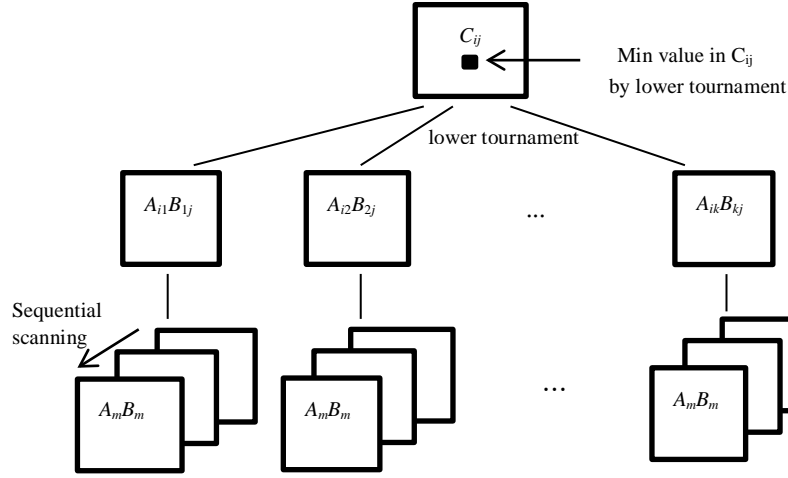 C_ij
Min value in C_ij
by lower tournament
lower tournament
A_i1B_1j
A_i2B_2j
...
A_ikB_kj
Sequential
scanning
A_mB_m
A_mB_m
...
A_mB_m